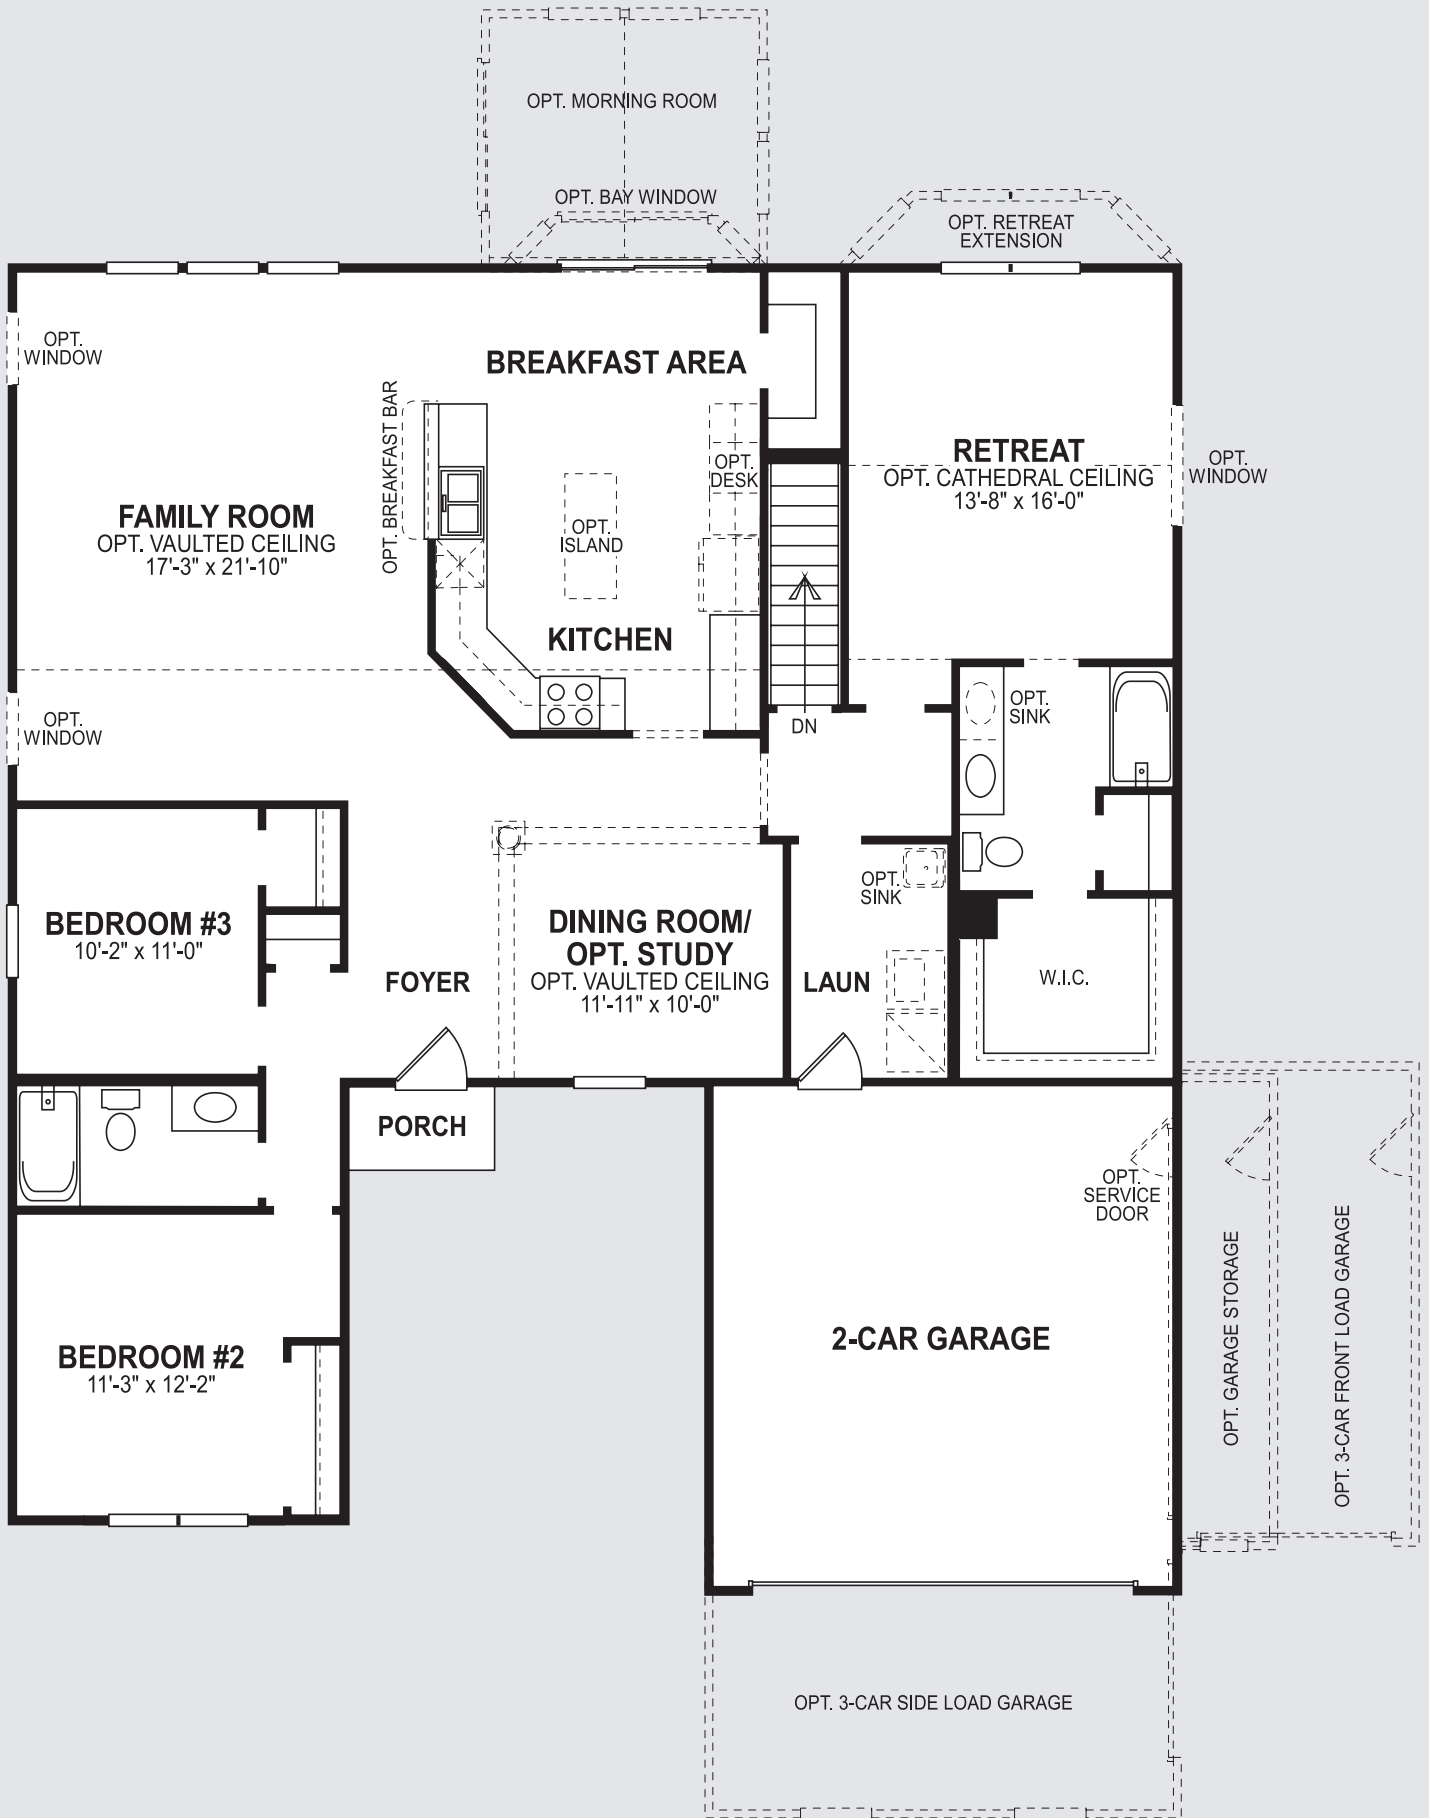 OPT. MORNING ROOM
OPT. BAY WINDOW
OPT. RETREAT
EXTENSION
OPT.
WINDOW
BREAKFAST AREA
OPT. BREAKFAST BAR
OPT.
DESK
RETREAT
OPT. CATHEDRAL CEILING
13'-8" x 16'-0"
OPT.
WINDOW
FAMILY ROOM
OPT. VAULTED CEILING
17'-3" x 21'-10"
OPT.
ISLAND
KITCHEN
OPT.
WINDOW
DN
OPT.
SINK
BEDROOM #3
10'-2" x 11'-0"
FOYER
DINING ROOM/
OPT. STUDY
OPT. VAULTED CEILING
11'-11" x 10'-0"
OPT.
SINK
LAUN
W.I.C.
PORCH
OPT.
SERVICE
DOOR
OPT. GARAGE STORAGE
OPT. 3-CAR FRONT LOAD GARAGE
2-CAR GARAGE
BEDROOM #2
11'-3" x 12'-2"
OPT. 3-CAR SIDE LOAD GARAGE